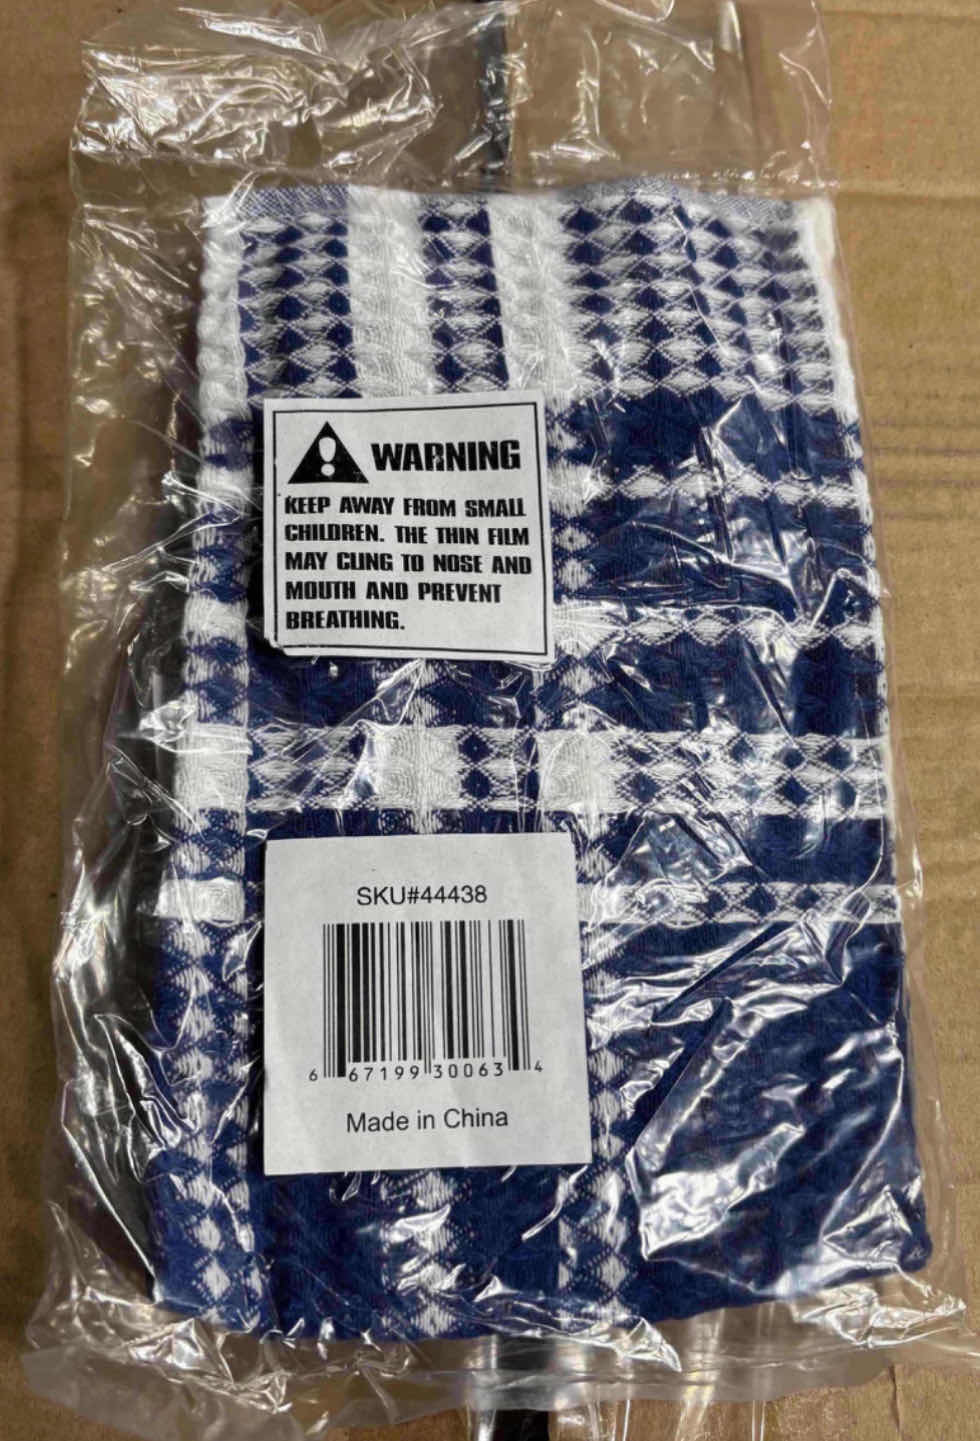 WARNING
KEEP AWAY FROM SMALL
CHILDREN. THE THIN FILM
MAY CLING TO NOSE AND
MOUTH AND PREVENT
BREATHING.
SKU#44438
6 67199 30063 4
Made in China